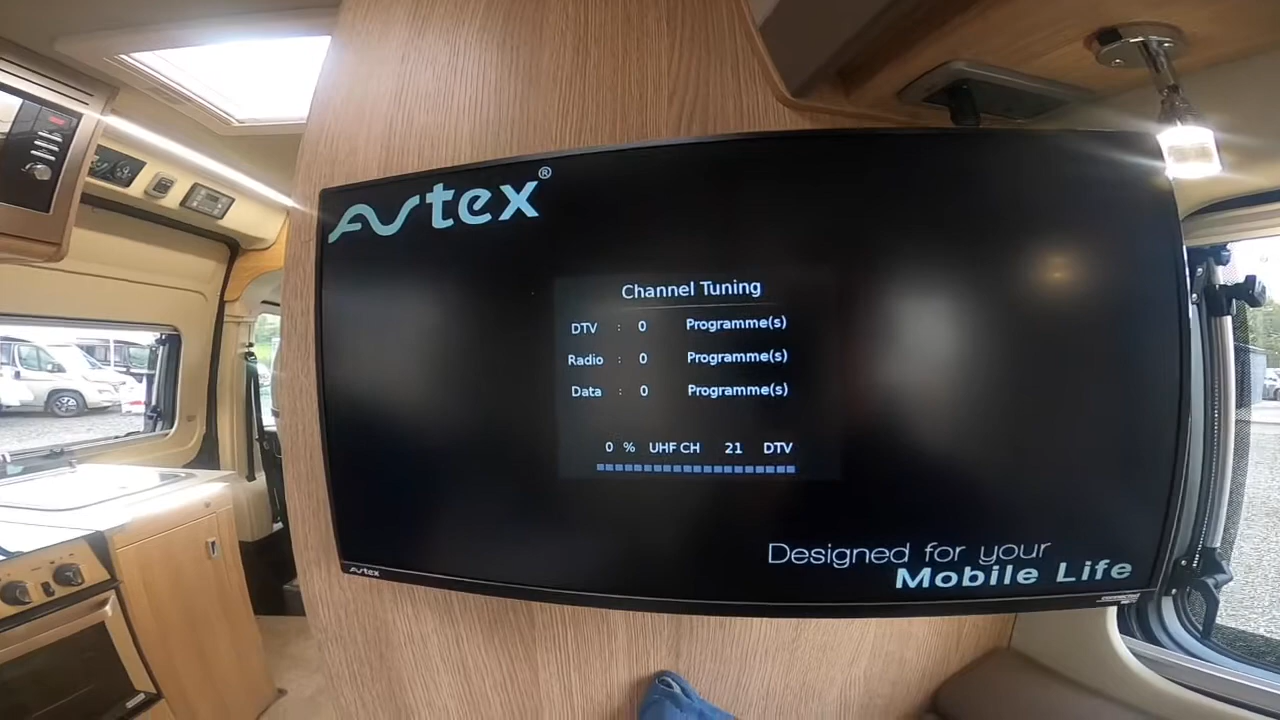 Avtex®
Channel Tuning
DTV : 0 Programme(s)
Radio : 0 Programme(s)
Data : 0 Programme(s)
0 % UHF CH 21 DTV
Designed for your
Mobile Life
Avtex